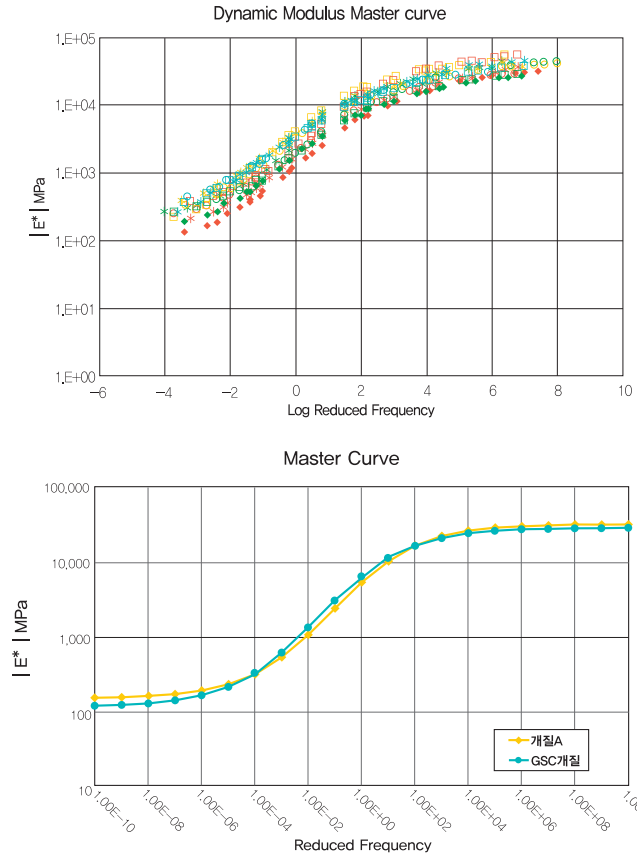 Dynamic Modulus Master curve
1.E+05
1.E+04
1.E+03
1.E+02
1.E+01
1.E+00
|E*| MPa
-6 -4 -2 0 2 4 6 8 10
Log Reduced Frequency
Master Curve
100,000
10,000
1,000
100
10
|E*| MPa
개질A
GSC개질
1.00E-10 1.00E-08 1.00E-06 1.00E-04 1.00E-02 1.00E+00 1.00E+02 1.00E+04 1.00E+06 1.00E+08 1.0
Reduced Frequency